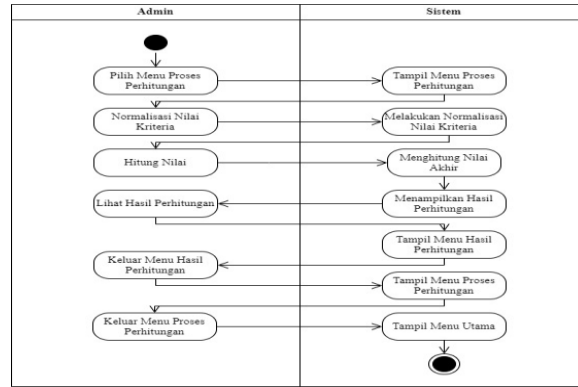 Admin
Sistem
Pilih Menu Proses
Perhitungan
Tampil Menu Proses
Perhitungan
Normalisasi Nilai
Kriteria
Melakukan Normalisasi
Nilai Kriteria
Hitung Nilai
Menghitung Nilai
Akhir
Lihat Hasil Perhitungan
Menampilkan Hasil
Perhitungan
Tampil Menu Hasil
Perhitungan
Keluar Menu Hasil
Perhitungan
Tampil Menu Proses
Perhitungan
Keluar Menu Proses
Perhitungan
Tampil Menu Utama